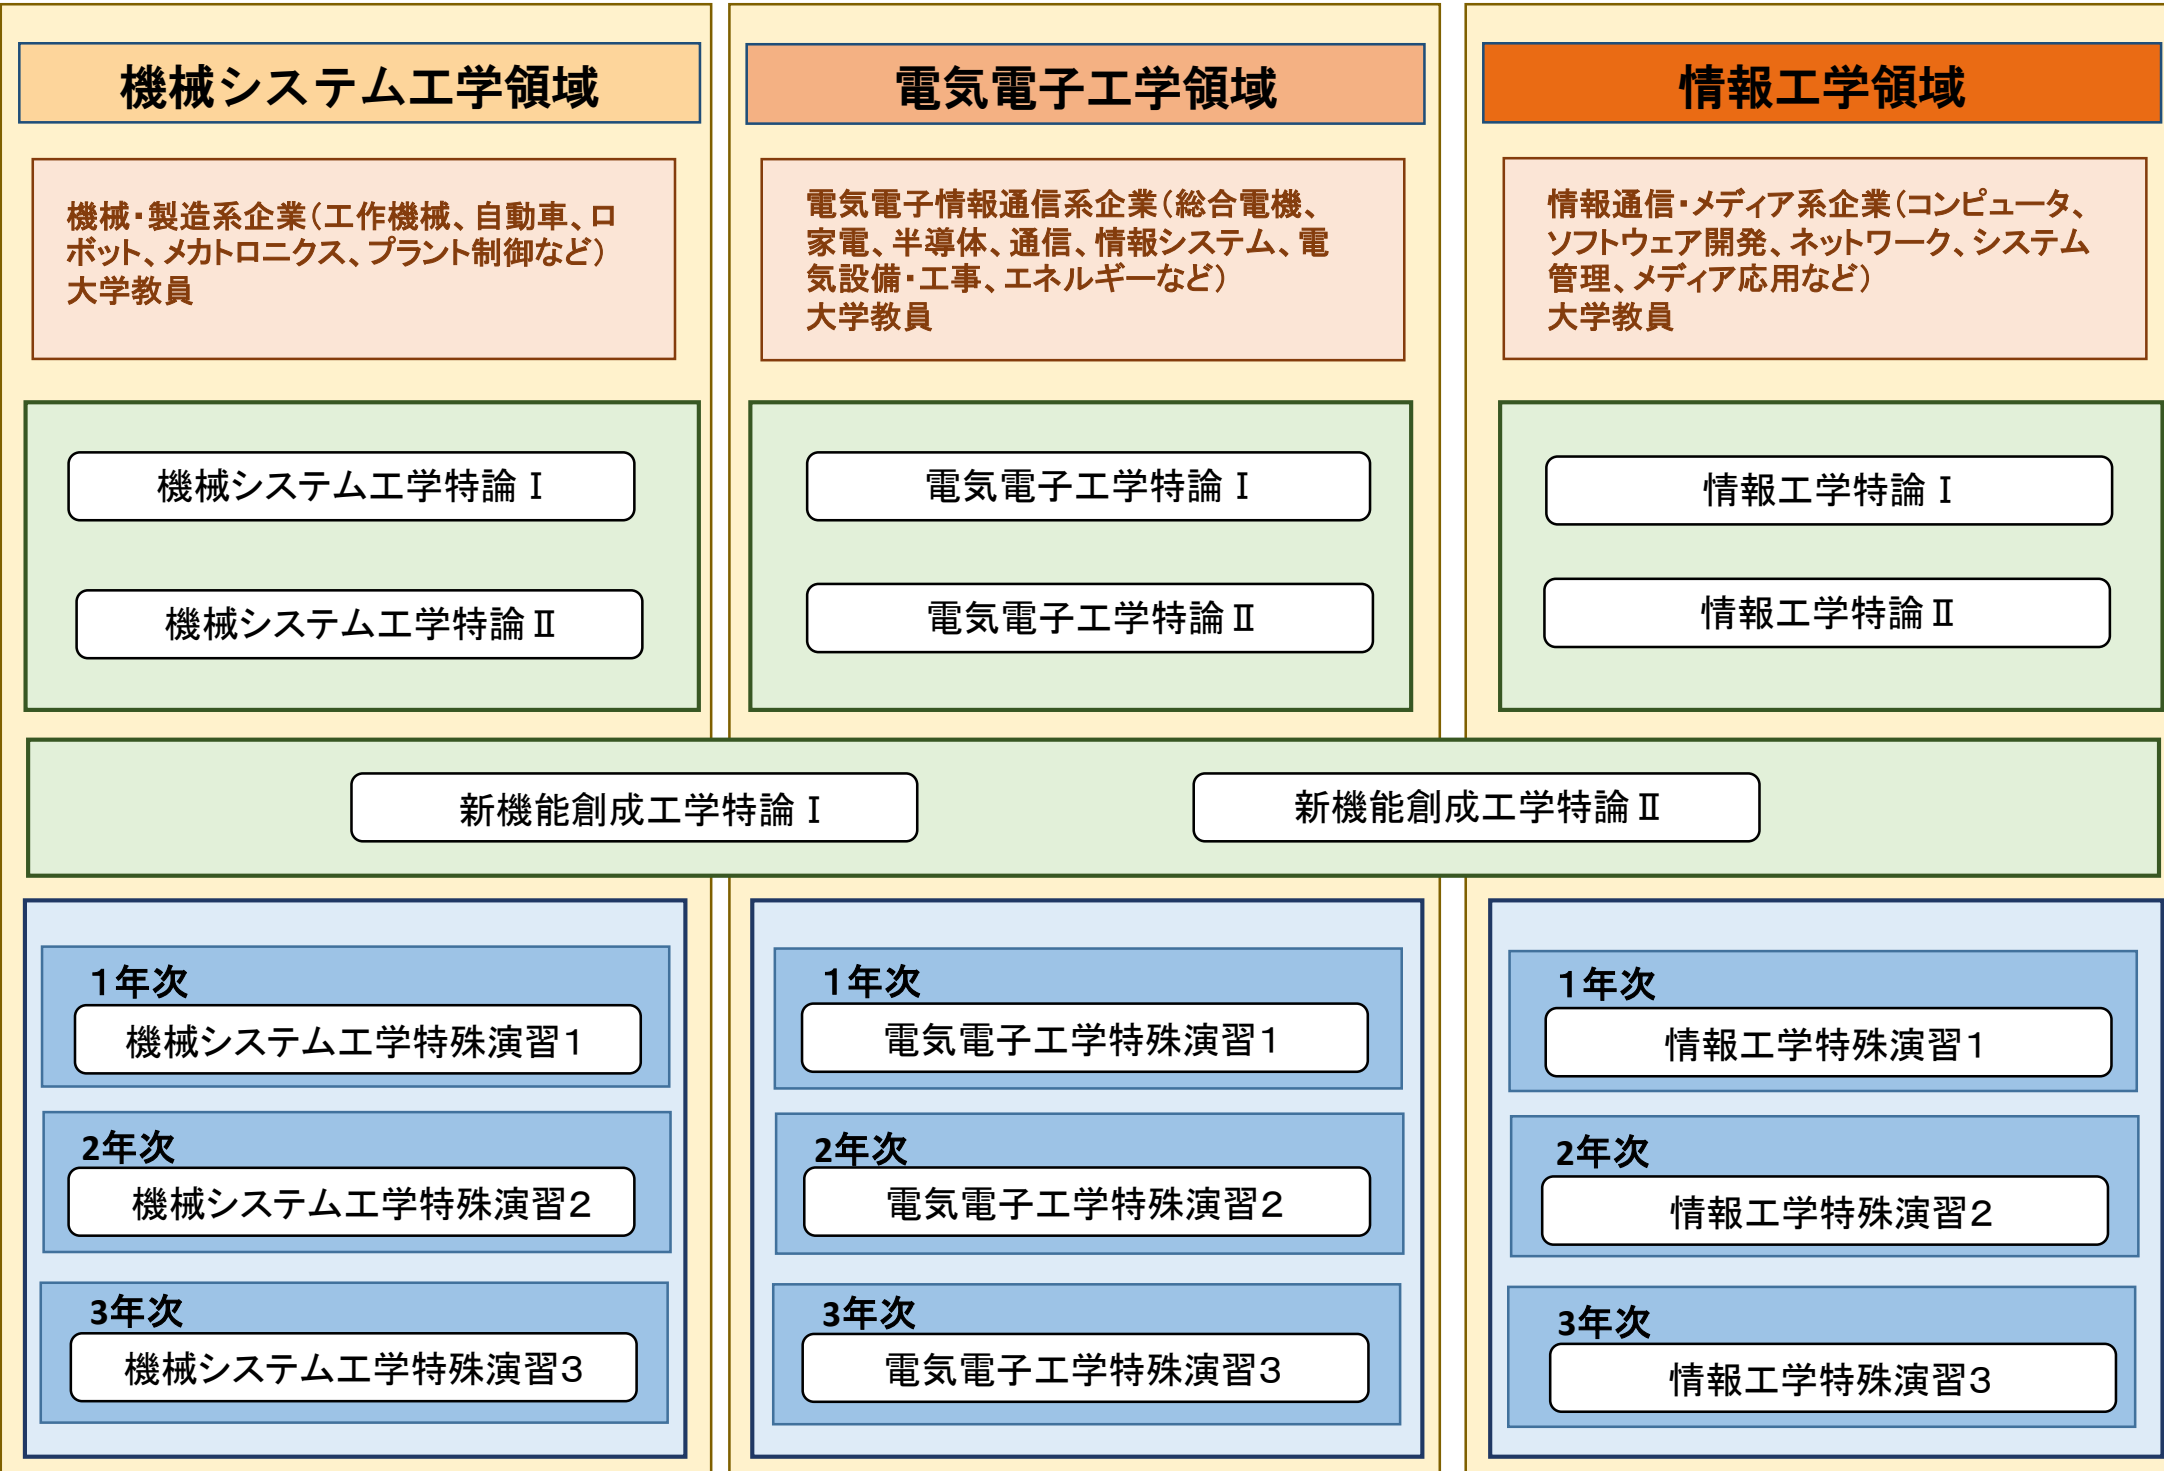 機械システム工学領域
機械・製造系企業(工作機械、自動車、ロ
ボット、メカトロニクス、プラント制御など)
大学教員
機械システム工学特論Ⅰ
機械システム工学特論Ⅱ
電気電子工学領域
電気電子情報通信系企業(総合電機、
家電、半導体、通信、情報システム、電
気設備・工事、エネルギーなど)
大学教員
電気電子工学特論Ⅰ
電気電子工学特論Ⅱ
情報工学領域
情報通信・メディア系企業(コンピュータ、
ソフトウェア開発、ネットワーク、システム
管理、メディア応用など)
大学教員
情報工学特論Ⅰ
情報工学特論Ⅱ
新機能創成工学特論Ⅰ
新機能創成工学特論Ⅱ
1年次
機械システム工学特殊演習1
2年次
機械システム工学特殊演習2
3年次
機械システム工学特殊演習3
1年次
電気電子工学特殊演習1
2年次
電気電子工学特殊演習2
3年次
電気電子工学特殊演習3
1年次
情報工学特殊演習1
2年次
情報工学特殊演習2
3年次
情報工学特殊演習3